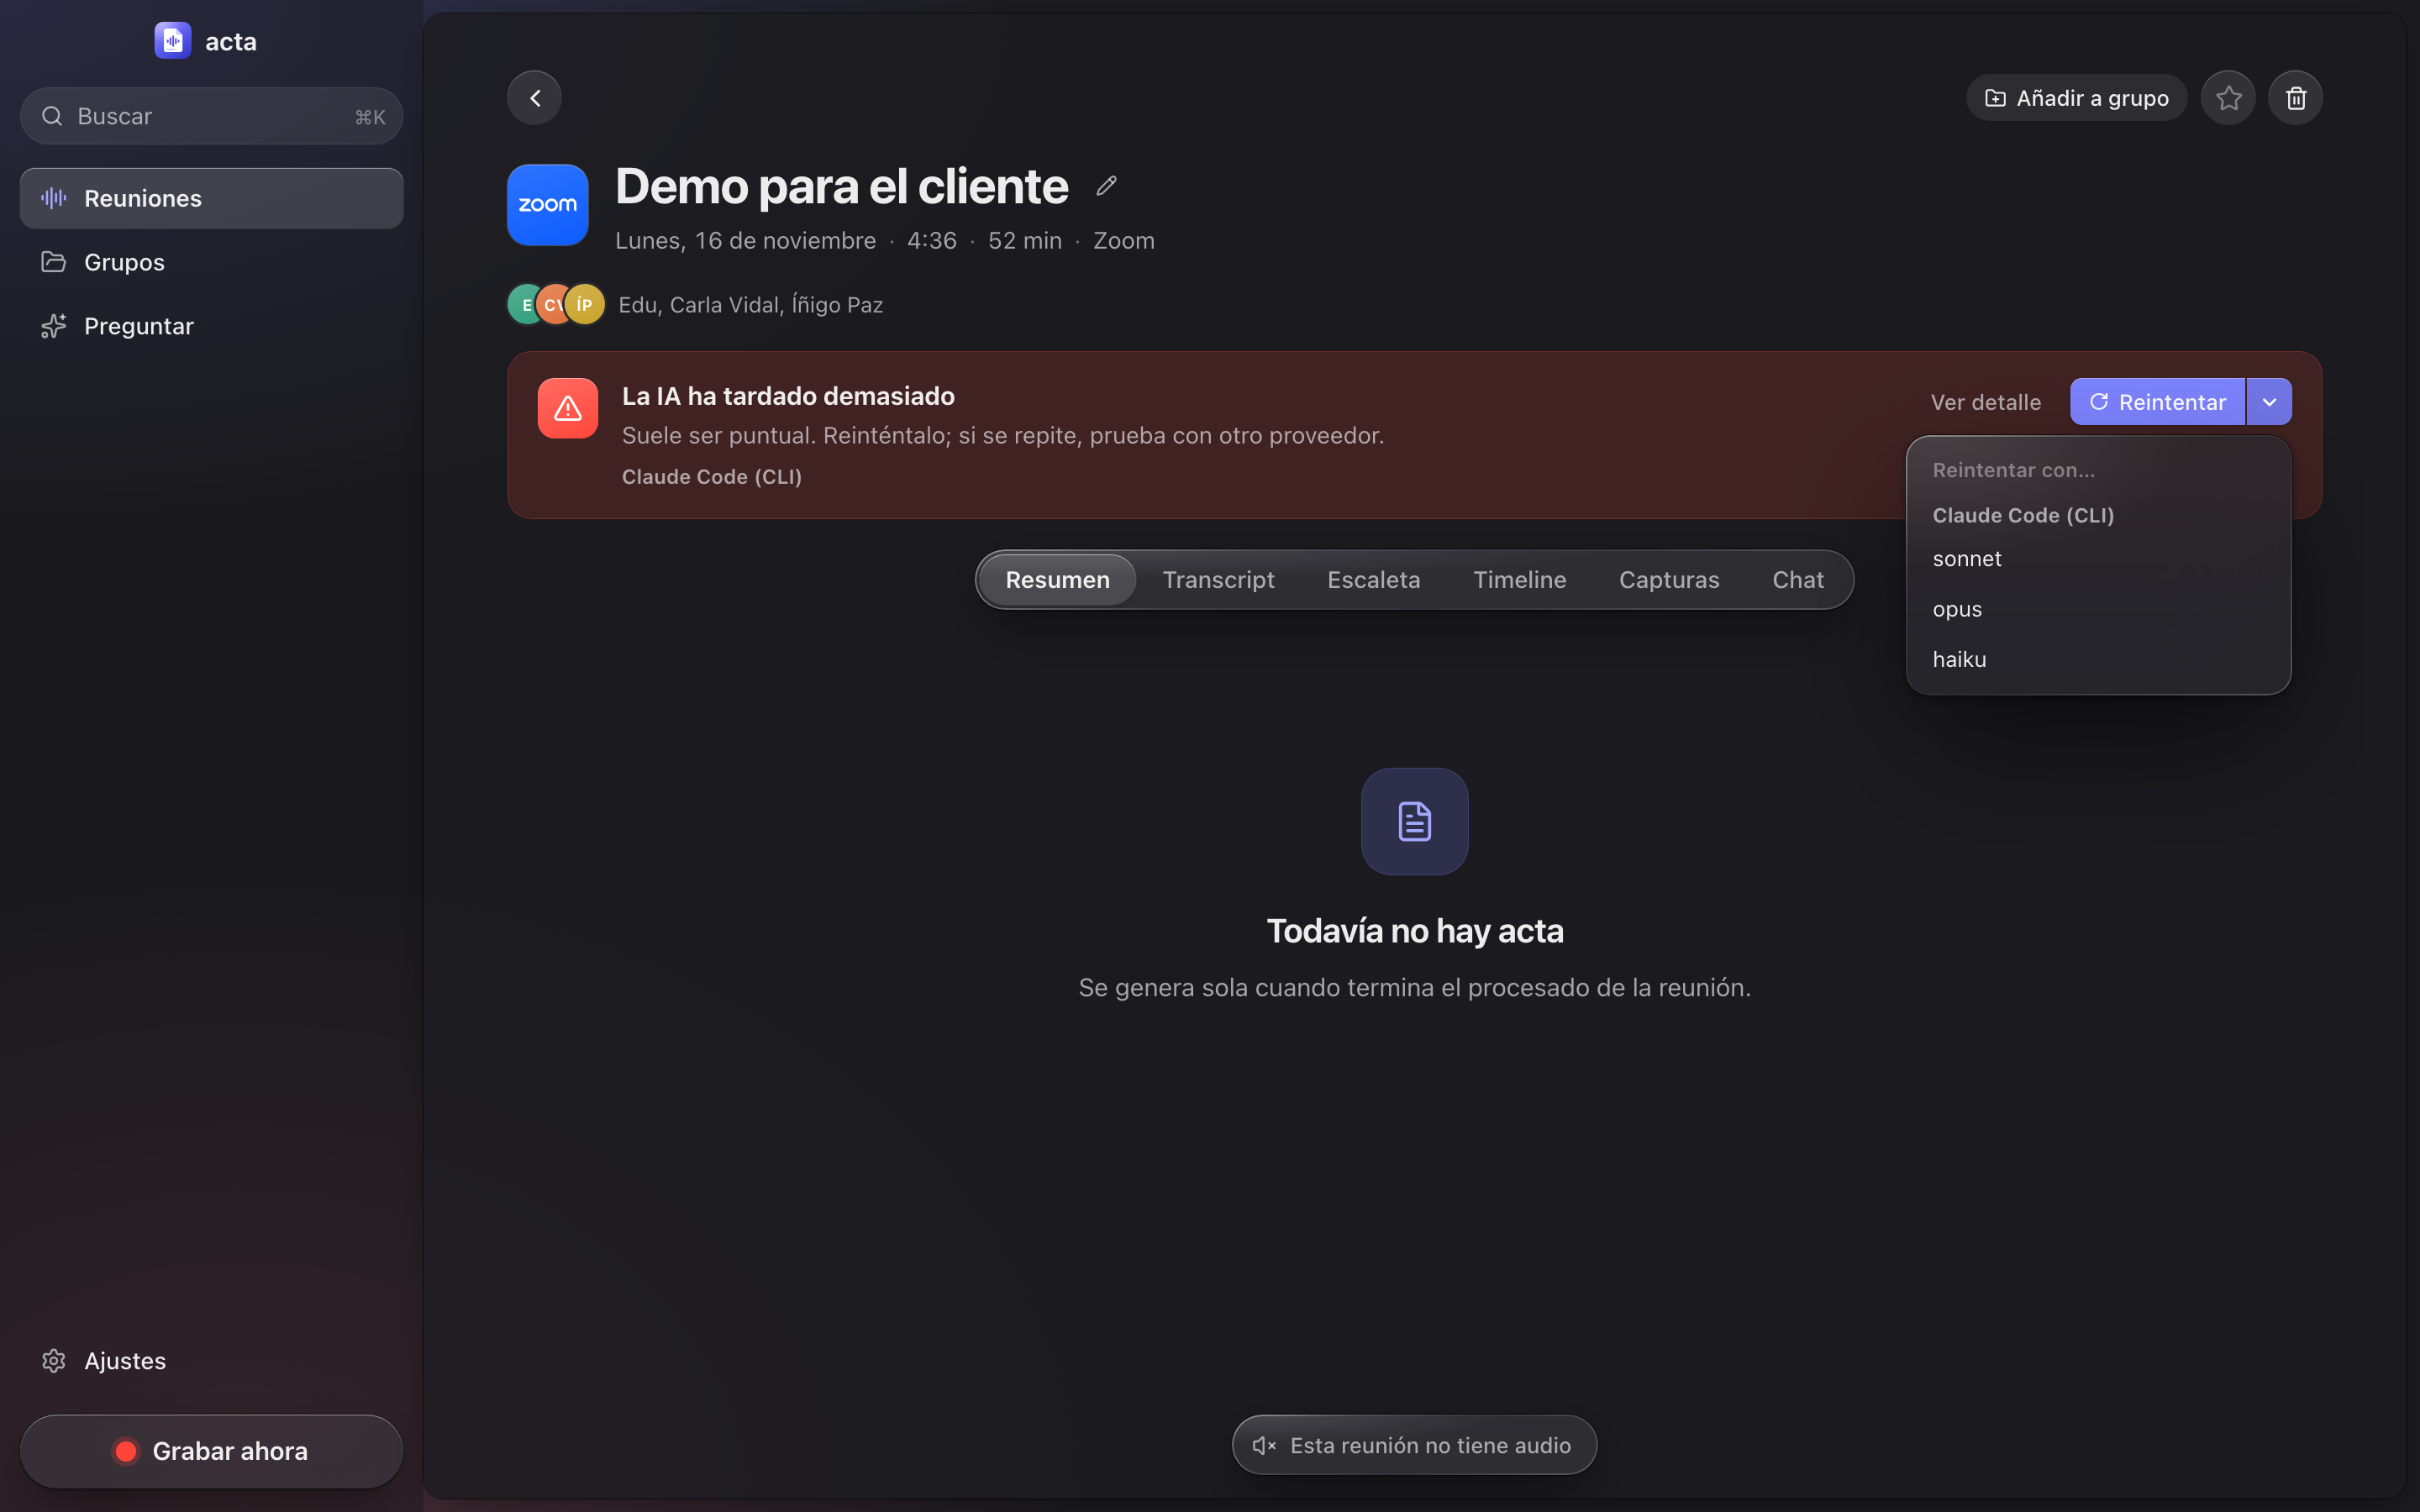 acta
Buscar ⌘K
Reuniones
Grupos
Preguntar
Ajustes
Grabar ahora
Añadir a grupo
zoom
Demo para el cliente
Lunes, 16 de noviembre · 4:36 · 52 min · Zoom
E CV ÍP Edu, Carla Vidal, Íñigo Paz
La IA ha tardado demasiado
Suele ser puntual. Reinténtalo; si se repite, prueba con otro proveedor.
Claude Code (CLI)
Ver detalle
Reintentar
Reintentar con...
Claude Code (CLI)
sonnet
opus
haiku
Resumen Transcript Escaleta Timeline Capturas Chat
Todavía no hay acta
Se genera sola cuando termina el procesado de la reunión.
Esta reunión no tiene audio